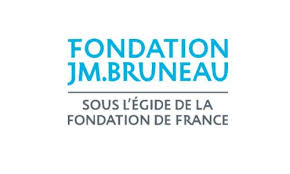 FONDATION
JM.BRUNEAU
SOUS L'ÉGIDE DE LA
FONDATION DE FRANCE